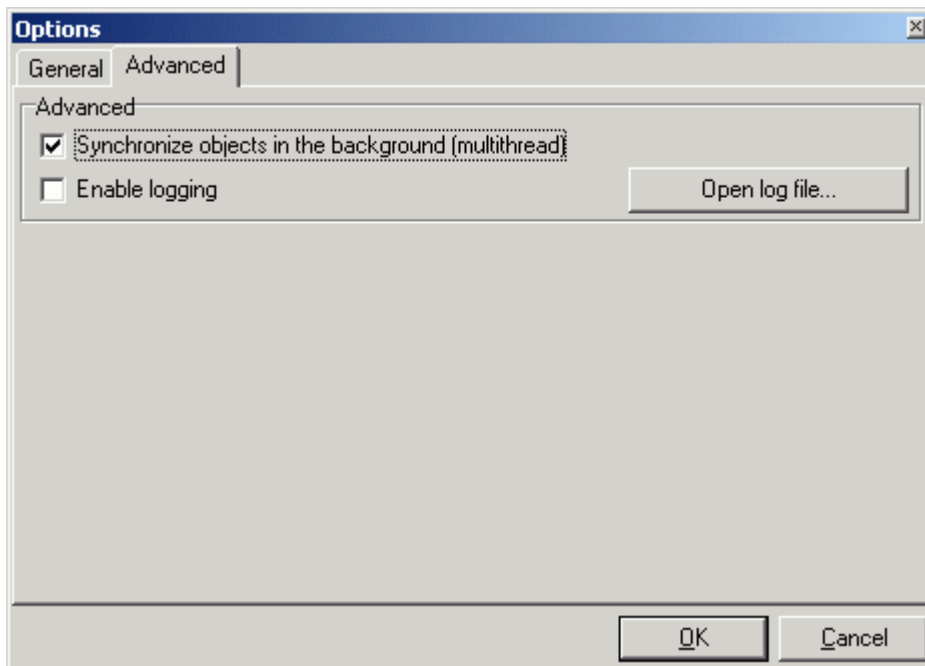 Options
General Advanced
Advanced
Synchronize objects in the background (multithread)
Enable logging Open log file...
OK Cancel